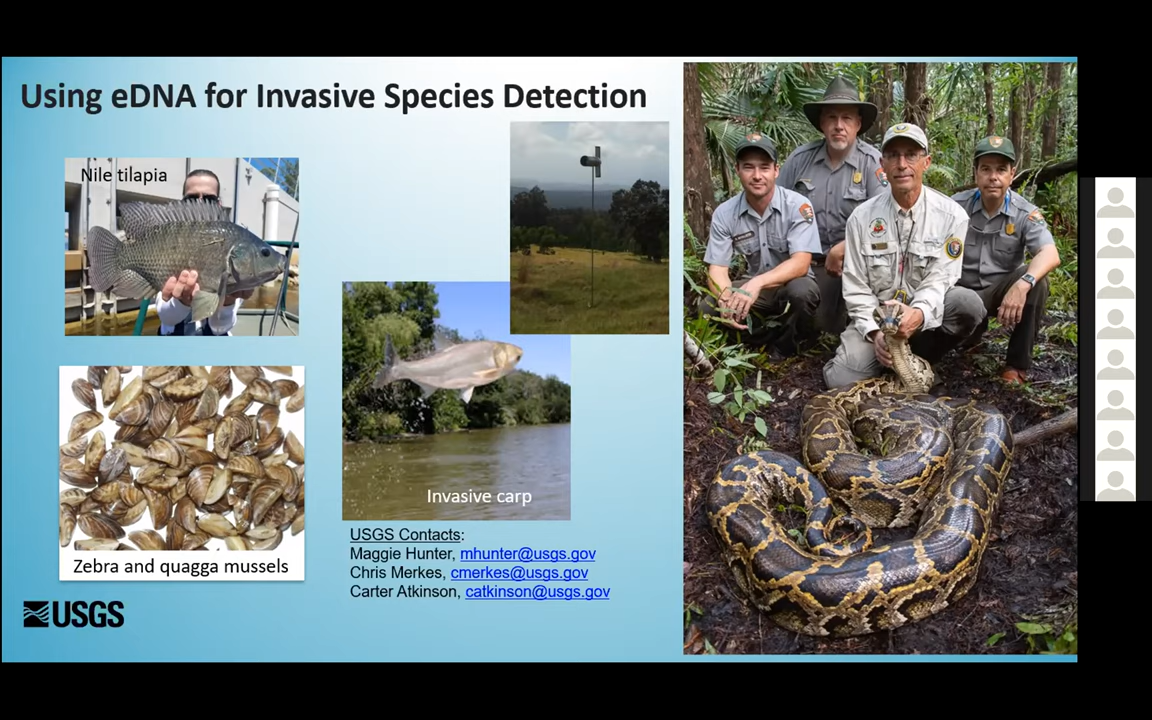 Using eDNA for Invasive Species Detection
Nile tilapia
Zebra and quagga mussels
Invasive carp
USGS Contacts:
Maggie Hunter, mhunter@usgs.gov
Chris Merkes, cmerkes@usgs.gov
Carter Atkinson, catkinson@usgs.gov
USGS